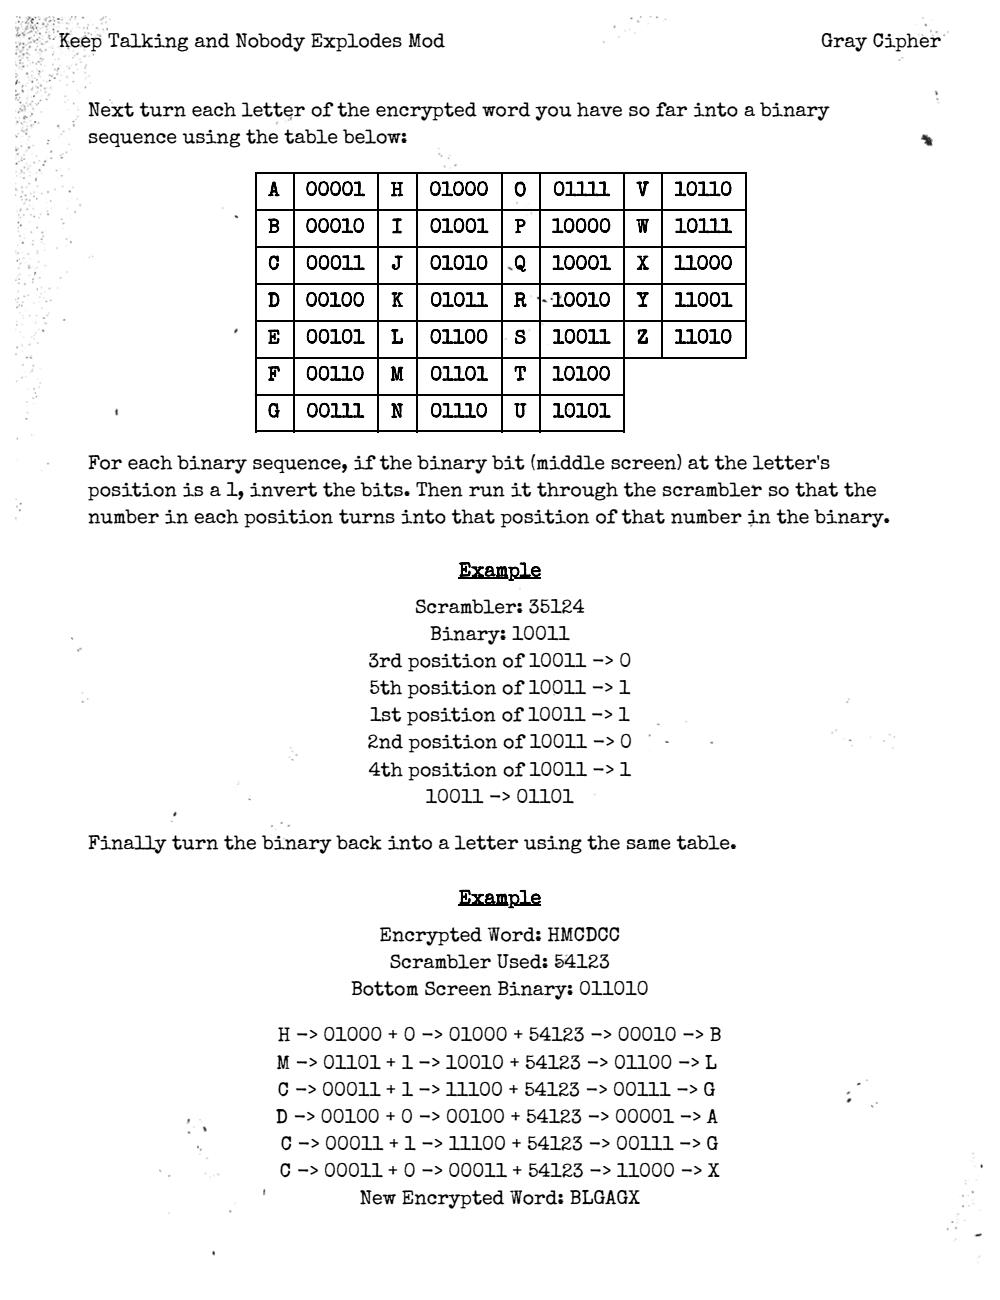 Keep Talking and Nobody Explodes Mod Gray Cipher
Next turn each letter of the encrypted word you have so far into a binary
sequence using the table below:
A 00001 H 01000 O 01111 V 10110
B 00010 I 01001 P 10000 W 10111
C 00011 J 01010 Q 10001 X 11000
D 00100 K 01011 R 10010 Y 11001
E 00101 L 01100 S 10011 Z 11010
F 00110 M 01101 T 10100
G 00111 N 01110 U 10101
For each binary sequence, if the binary bit (middle screen) at the letter's
position is a 1, invert the bits. Then run it through the scrambler so that the
number in each position turns into that position of that number in the binary.
Example
Scrambler: 35124
Binary: 10011
3rd position of 10011 -> 0
5th position of 10011 -> 1
1st position of 10011 -> 1
2nd position of 10011 -> 0
4th position of 10011 -> 1
10011 -> 01101
Finally turn the binary back into a letter using the same table.
Example
Encrypted Word: HMCDCC
Scrambler Used: 54123
Bottom Screen Binary: 011010
H -> 01000 + 0 -> 01000 + 54123 -> 00010 -> B
M -> 01101 + 1 -> 10010 + 54123 -> 01100 -> L
C -> 00011 + 1 -> 11100 + 54123 -> 00111 -> G
D -> 00100 + 0 -> 00100 + 54123 -> 00001 -> A
C -> 00011 + 1 -> 11100 + 54123 -> 00111 -> G
C -> 00011 + 0 -> 00011 + 54123 -> 11000 -> X
New Encrypted Word: BLGAGX